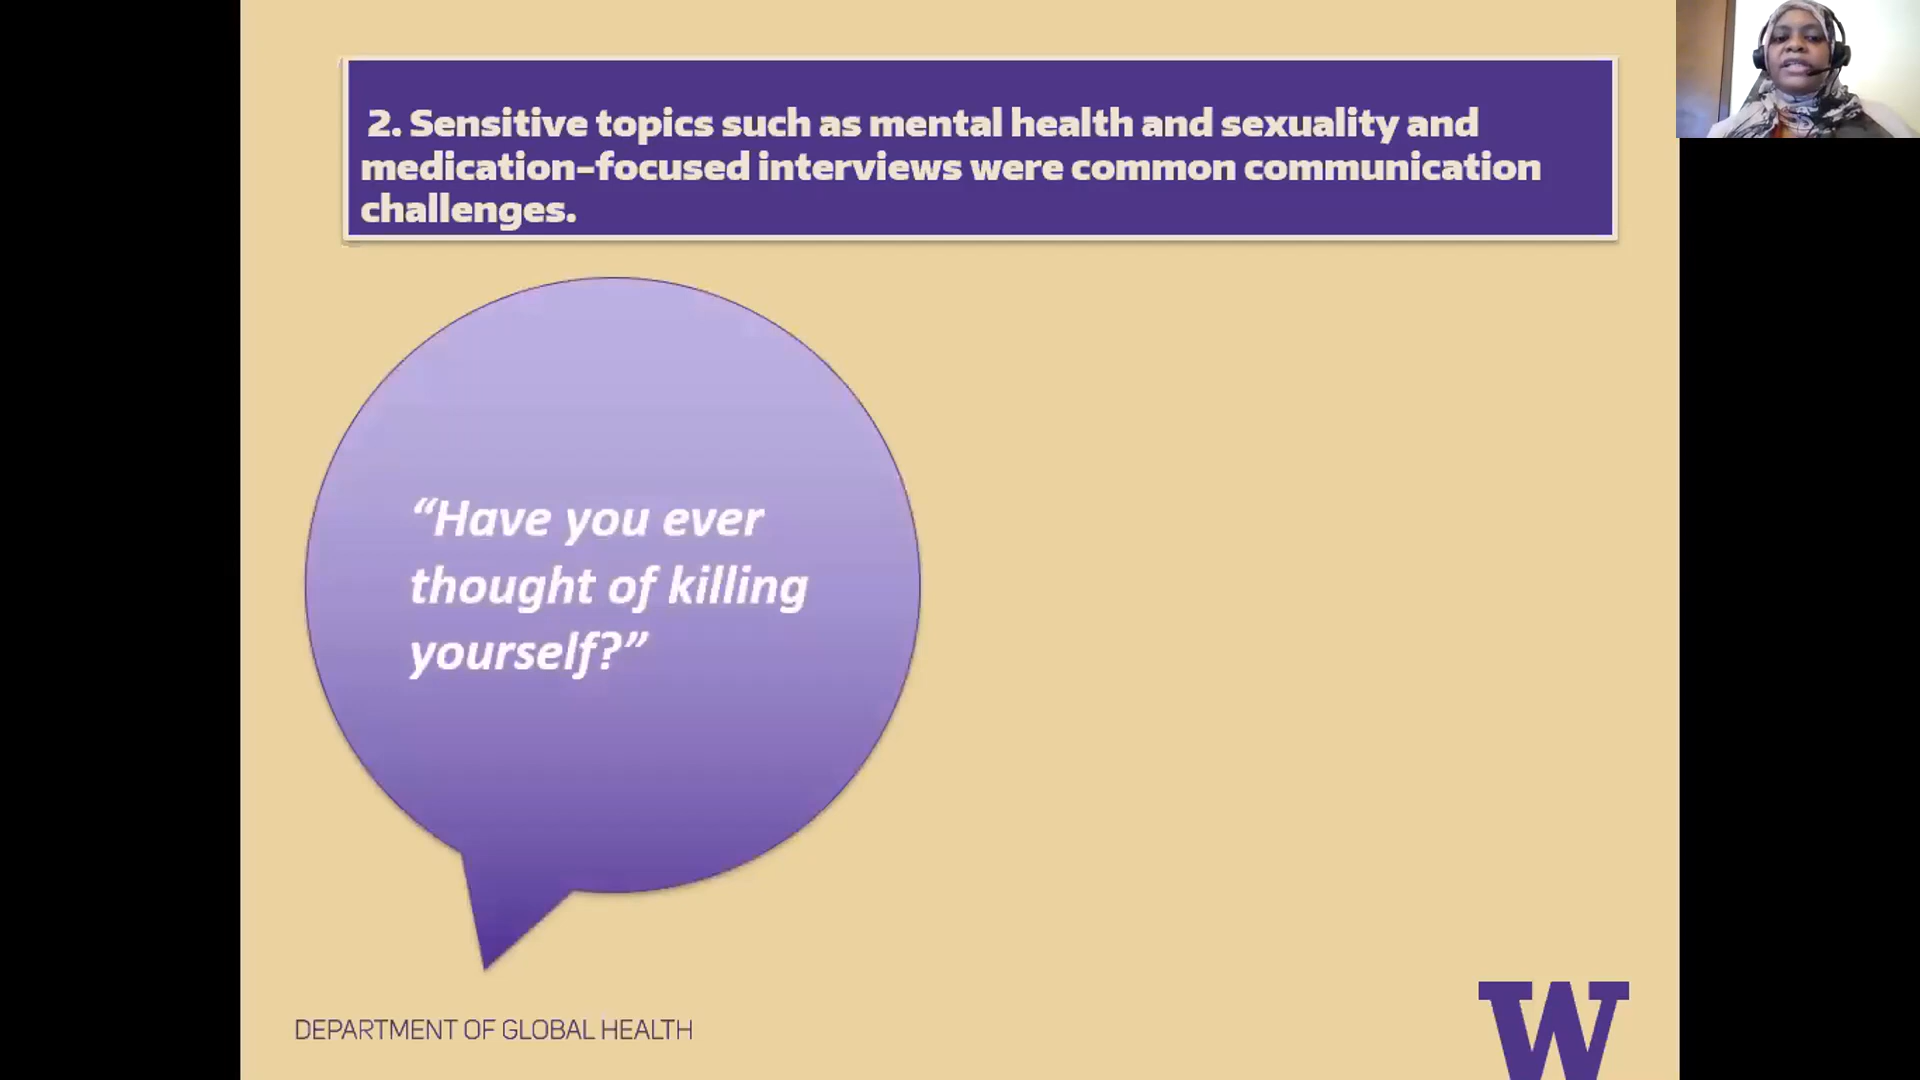 2. Sensitive topics such as mental health and sexuality and
medication-focused interviews were common communication
challenges.
“Have you ever
thought of killing
yourself?”
DEPARTMENT OF GLOBAL HEALTH
W